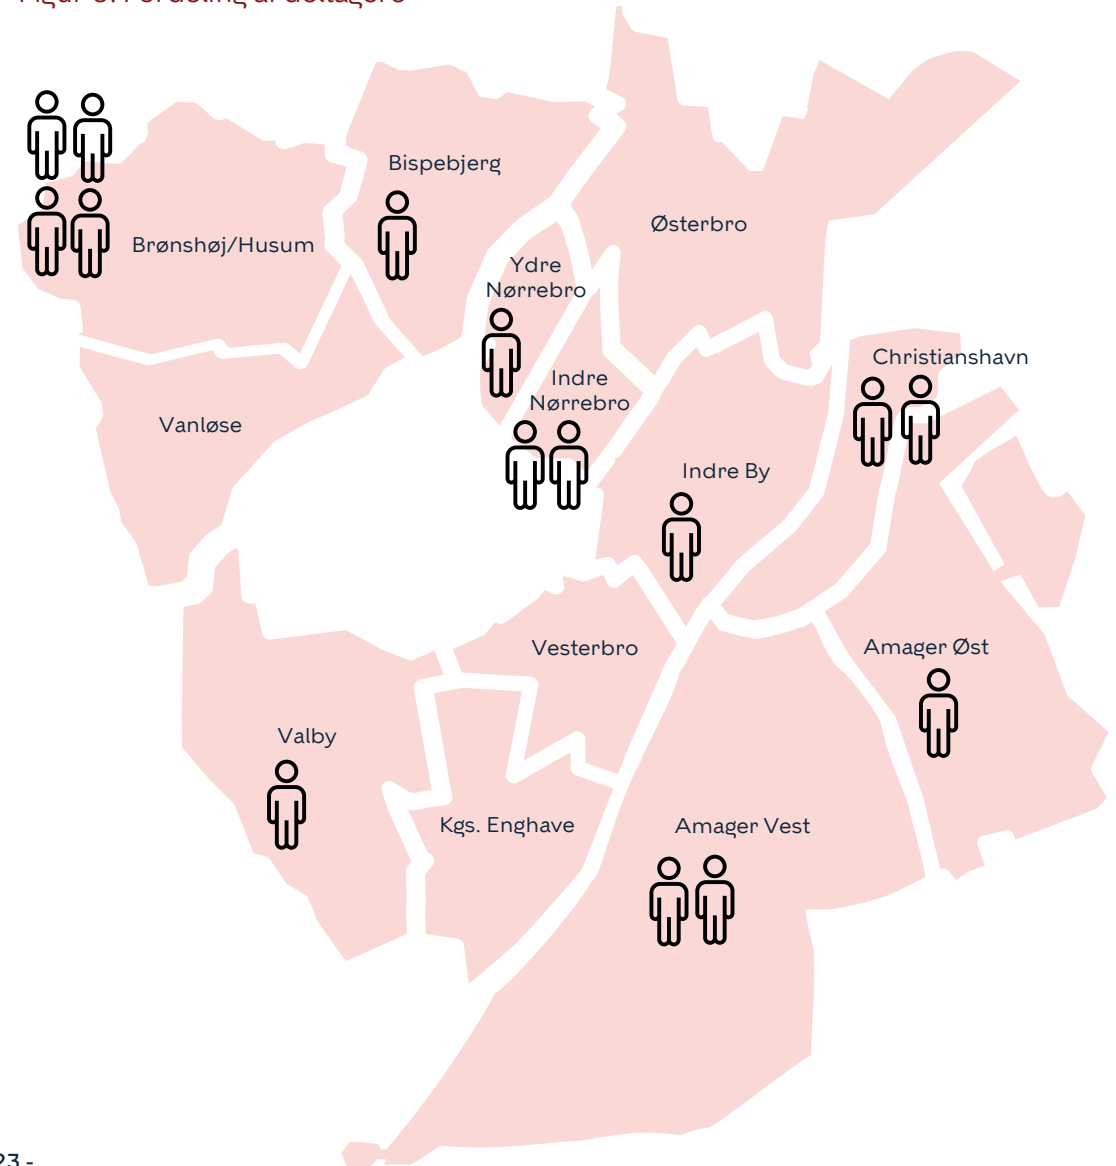 Bispebjerg
Østerbro
Brønshøj/Husum
Ydre
Nørrebro
Christianshavn
Indre
Nørrebro
Vanløse
Indre By
Vesterbro
Amager Øst
Valby
Kgs. Enghave
Amager Vest
23 -